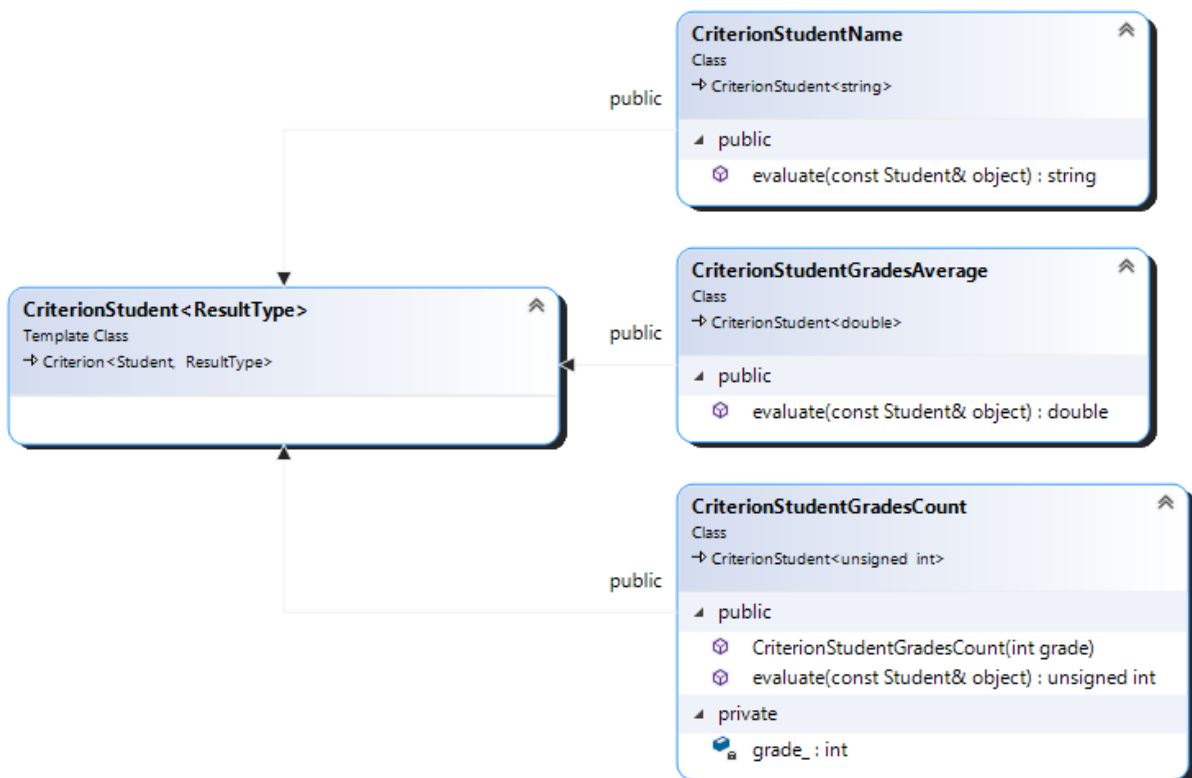 CriterionStudentName
Class
CriterionStudent<string>
public
public
evaluate(const Student& object) : string
CriterionStudent<ResultType>
Template Class
Criterion<Student, ResultType>
public
CriterionStudentGradesAverage
Class
CriterionStudent<double>
public
evaluate(const Student& object) : double
public
CriterionStudentGradesCount
Class
CriterionStudent<unsigned int>
public
CriterionStudentGradesCount(int grade)
evaluate(const Student& object) : unsigned int
private
grade_ : int